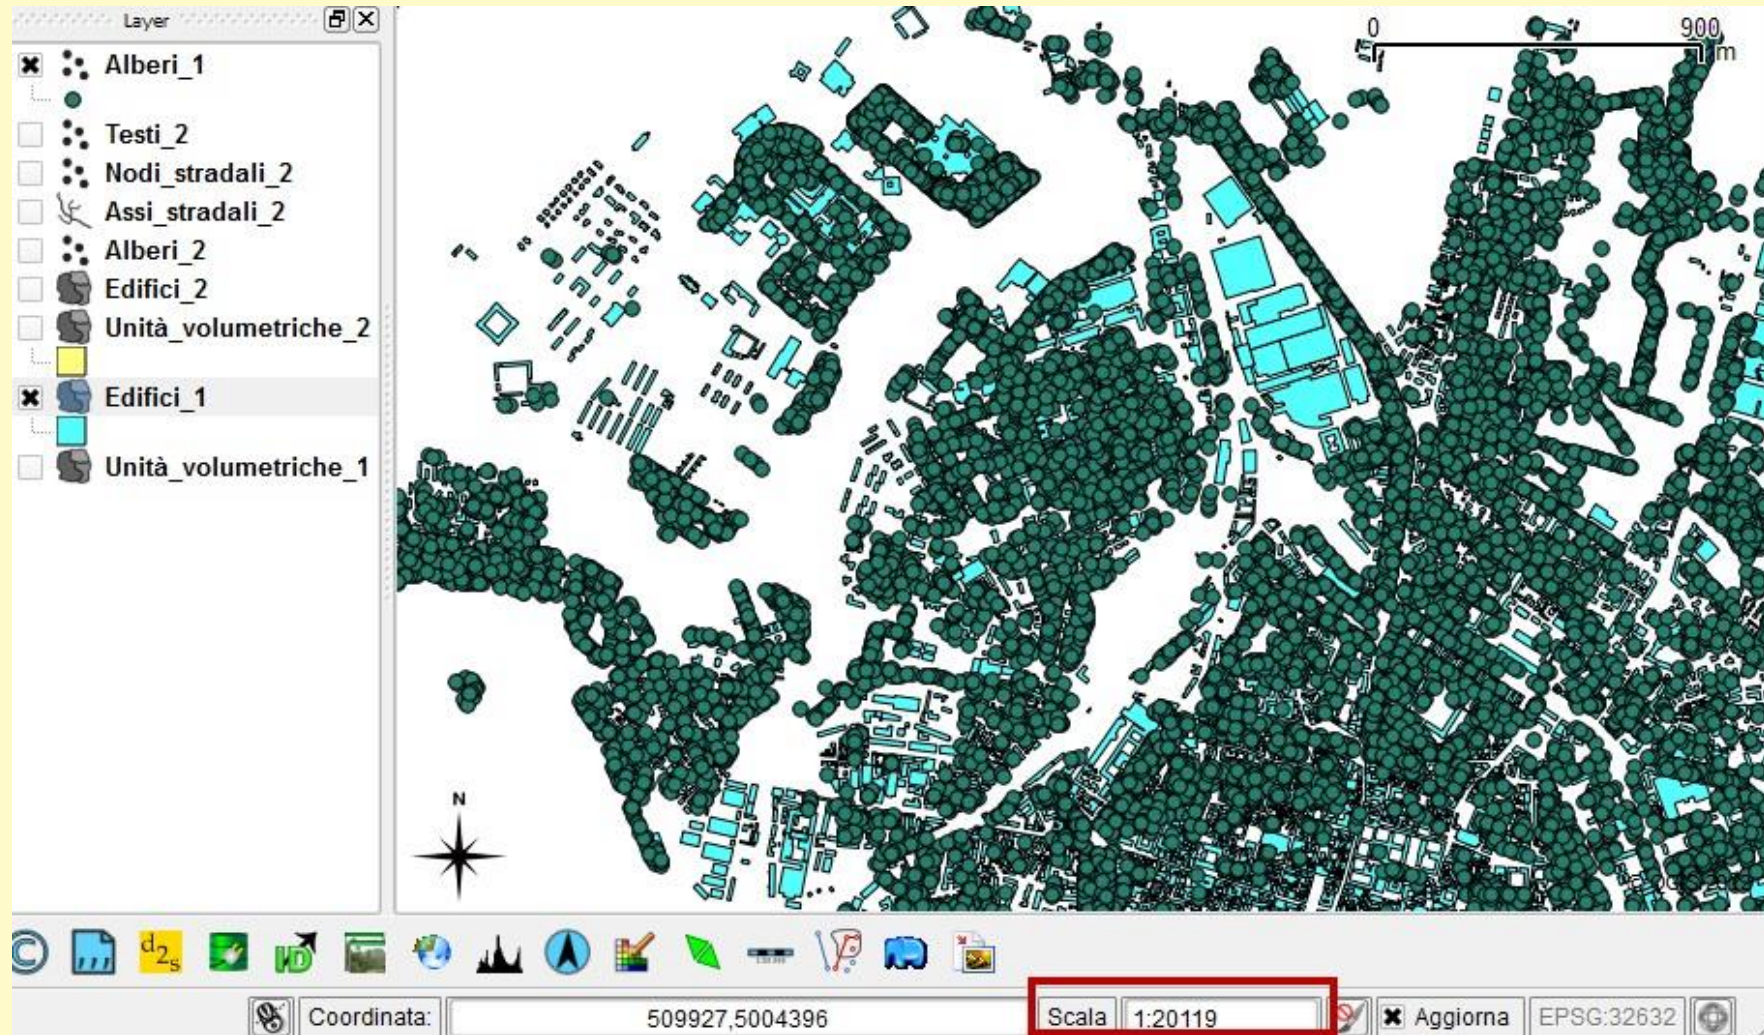 Layer
Alberi_1
Testi_2
Nodi_stradali_2
Assi_stradali_2
Alberi_2
Edifici_2
Unità_volumetriche_2
Edifici_1
Unità_volumetriche_1
0 900 m
N
d2s
Coordinata: 509927,5004396 Scala 1:20119 Aggiorna EPSG:32632